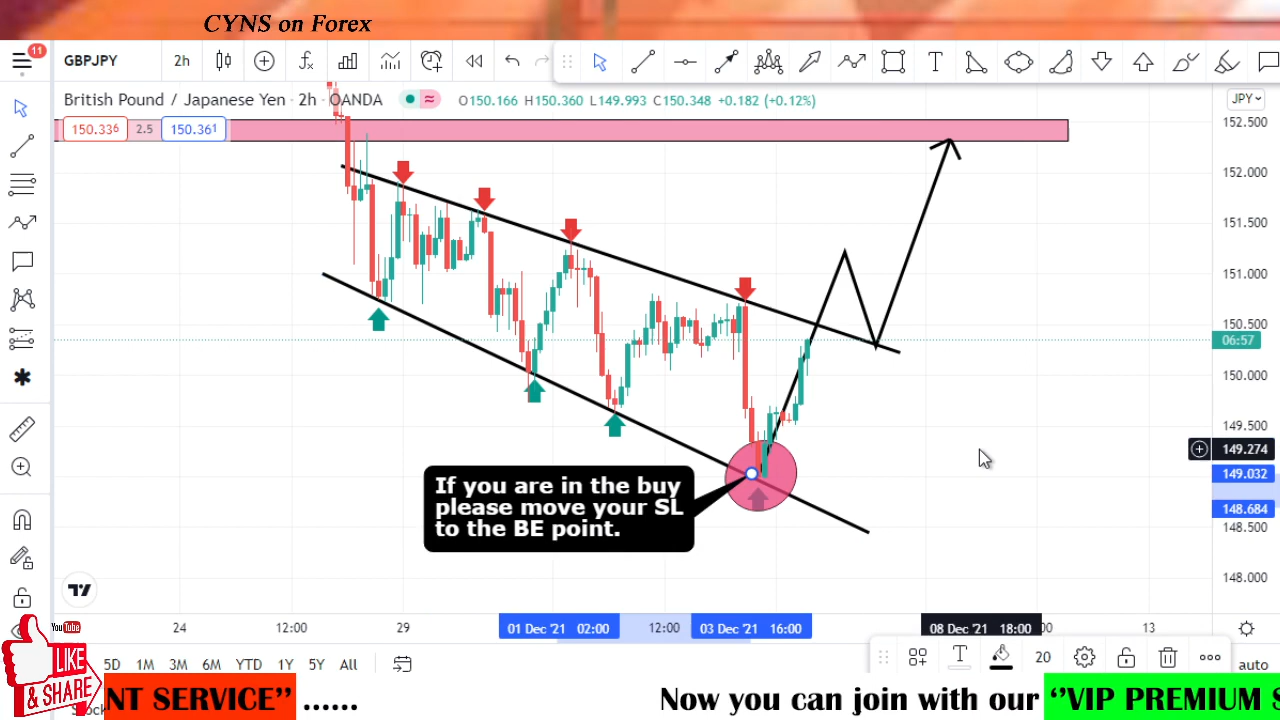 CYNS on Forex
11
GBPJPY
2h
British Pound / Japanese Yen · 2h · OANDA
O150.166 H150.360 L149.993 C150.348 +0.182 (+0.12%)
JPY
150.336
2.5
150.361
152.500
152.000
151.500
151.000
150.500
06:57
150.000
149.500
149.274
149.032
148.684
148.500
148.000
If you are in the buy
please move your SL
to the BE point.
24
12:00
29
01 Dec '21 02:00
12:00
03 Dec '21 16:00
08 Dec '21 18:00
13
YouTube
LIKE
& SHARE
5D 1M 3M 6M YTD 1Y 5Y All
20
auto
NT SERVICE’’ ......
Now you can join with our ‘’VIP PREMIUM S